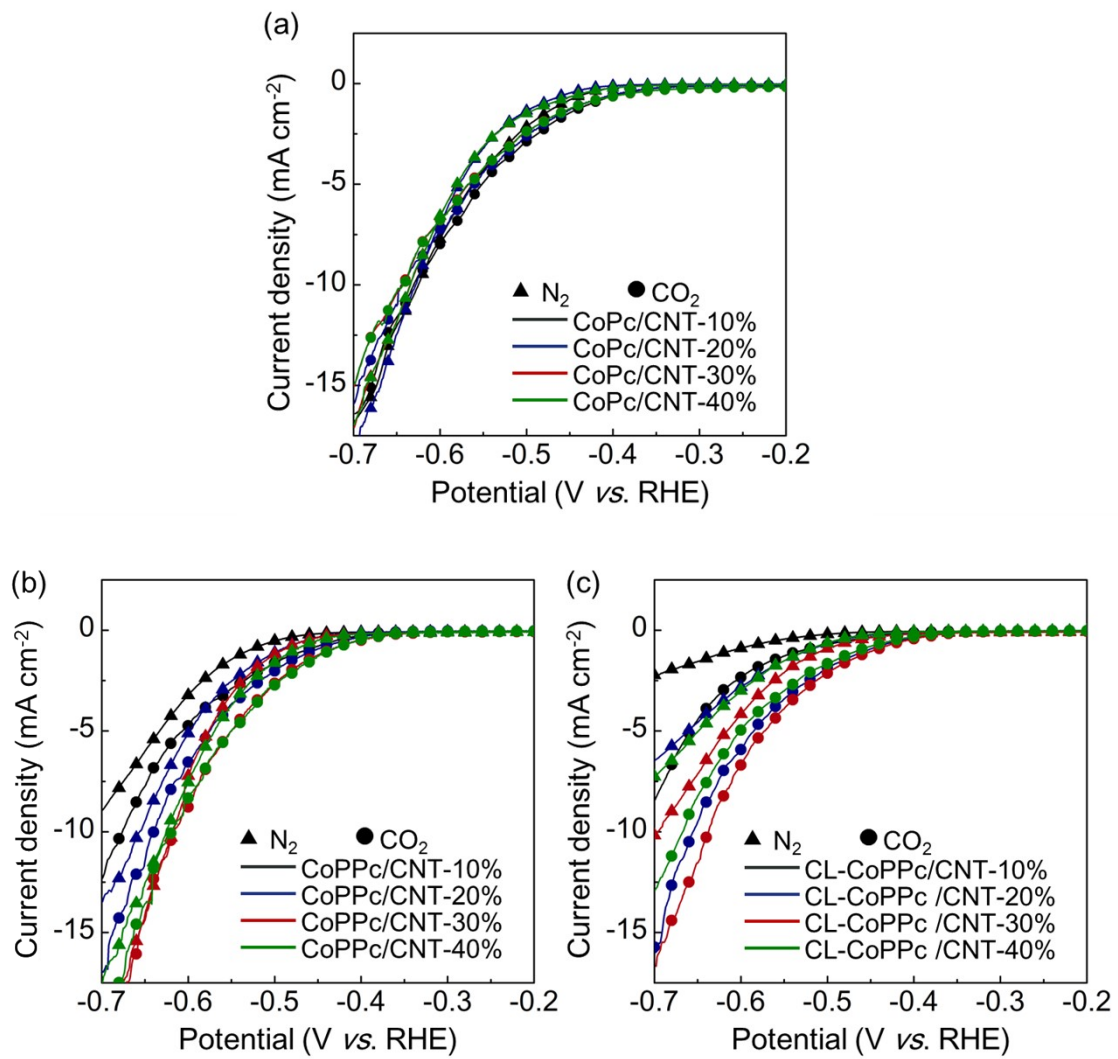 (a)
0
-5
-10
-15
Current density (mA cm-2)
N2 CO2
CoPc/CNT-10%
CoPc/CNT-20%
CoPc/CNT-30%
CoPc/CNT-40%
-0.7 -0.6 -0.5 -0.4 -0.3 -0.2
Potential (V vs. RHE)
(b)
0
-5
-10
-15
Current density (mA cm-2)
N2 CO2
CoPPc/CNT-10%
CoPPc/CNT-20%
CoPPc/CNT-30%
CoPPc/CNT-40%
-0.7 -0.6 -0.5 -0.4 -0.3 -0.2
Potential (V vs. RHE)
(c)
0
-5
-10
-15
Current density (mA cm-2)
N2 CO2
CL-CoPPc/CNT-10%
CL-CoPPc /CNT-20%
CL-CoPPc /CNT-30%
CL-CoPPc /CNT-40%
-0.7 -0.6 -0.5 -0.4 -0.3 -0.2
Potential (V vs. RHE)